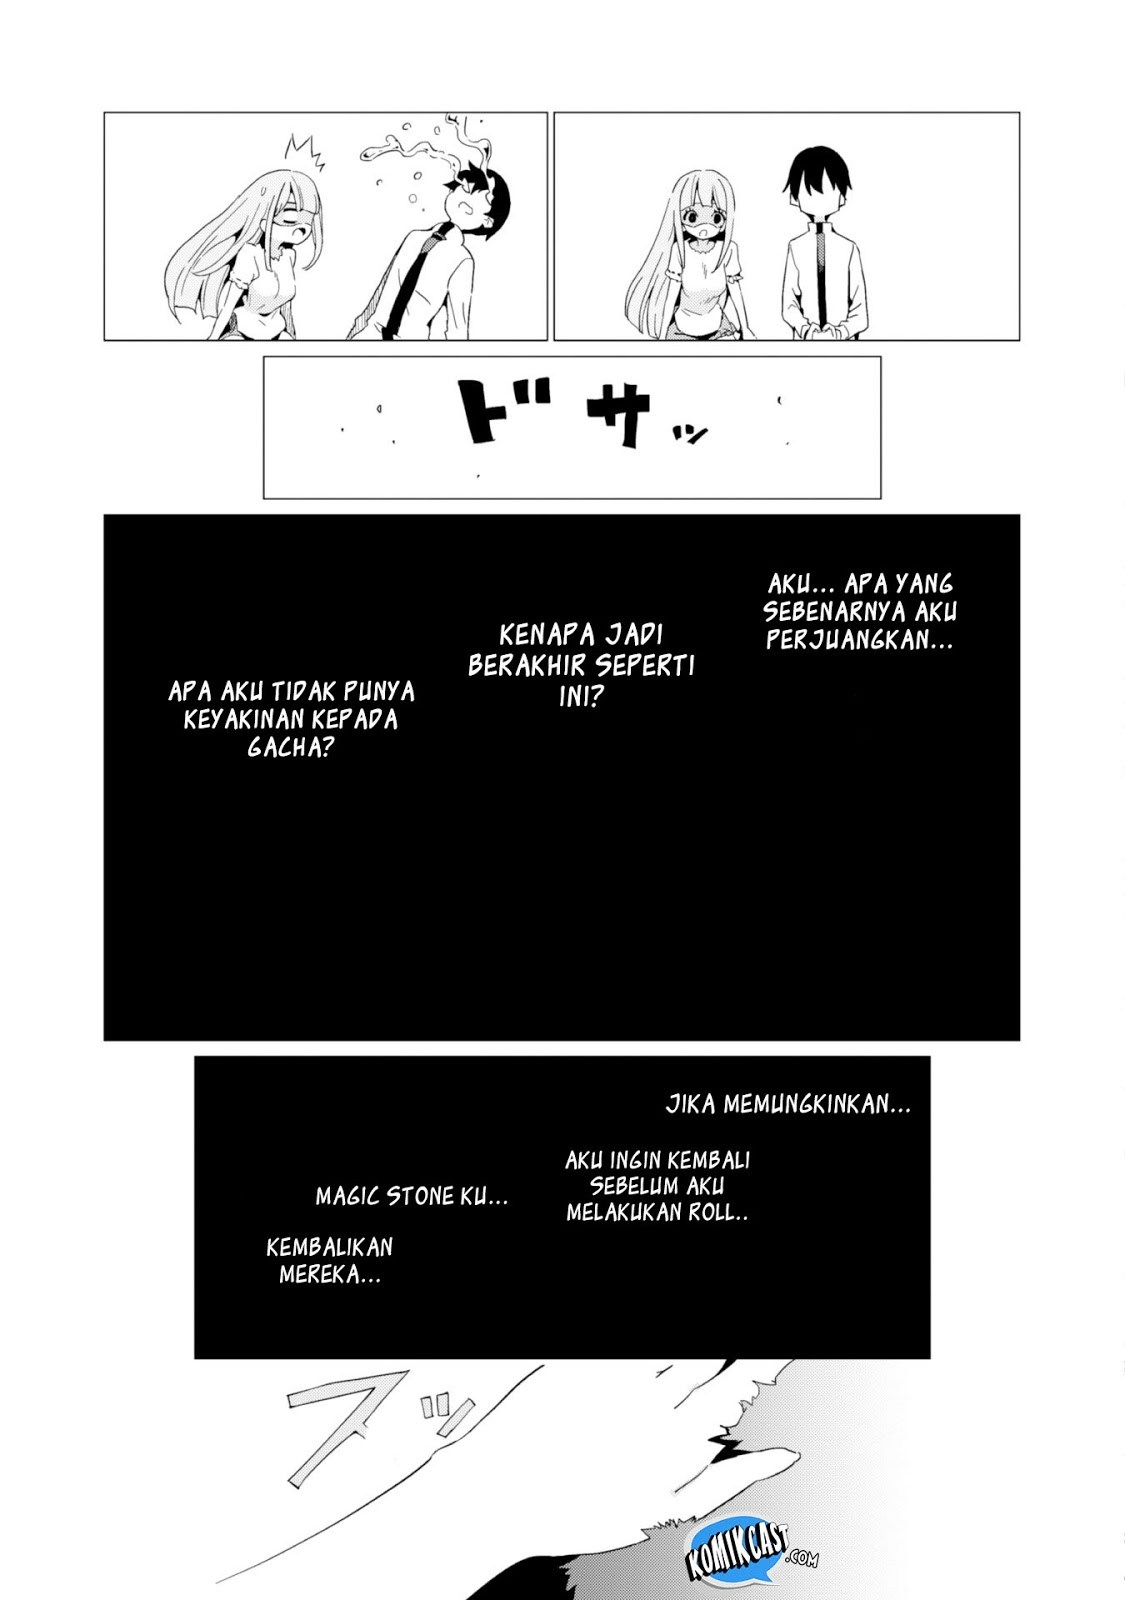 ドサッ
AKU... APA YANG
SEBENARNYA AKU
PERJUANGKAN...
KENAPA JADI
BERAKHIR SEPERTI
INI?
APA AKU TIDAK PUNYA
KEYAKINAN KEPADA
GACHA?
JIKA MEMUNGKINKAN...
AKU INGIN KEMBALI
SEBELUM AKU
MELAKUKAN ROLL..
MAGIC STONE KU...
KEMBALIKAN
MEREKA...
ブッ
KOMIKCAST.COM